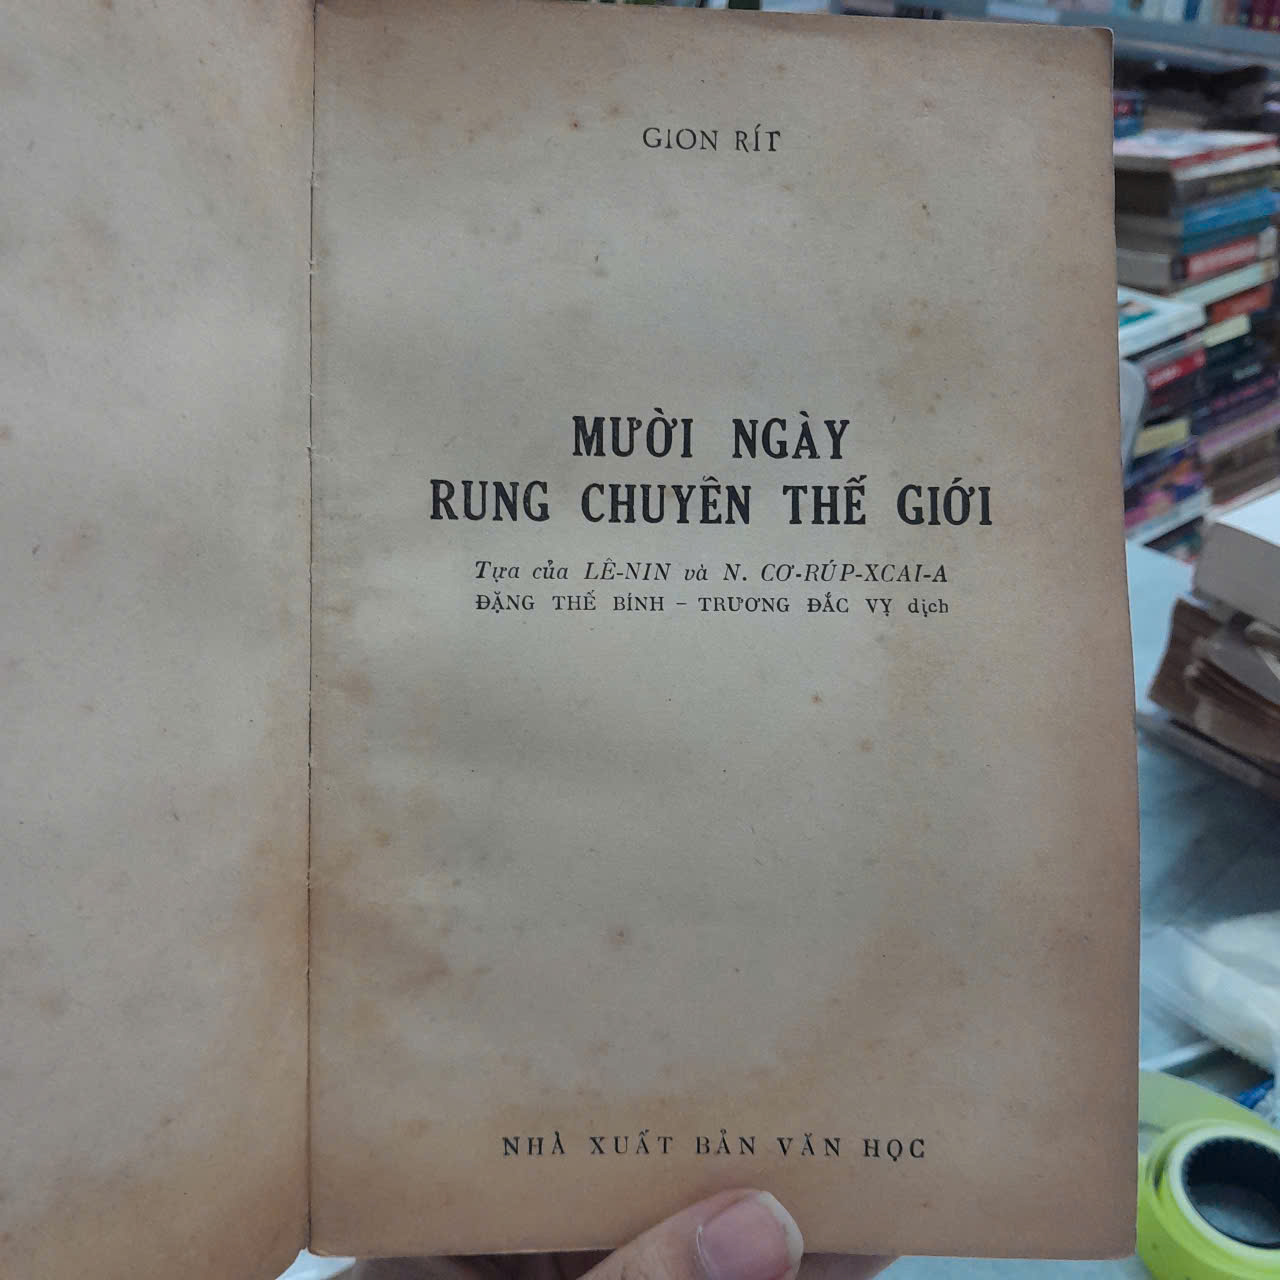 GION RÍT
MƯỜI NGÀY
RUNG CHUYÊN THẾ GIỚI
Tựa của LÊ-NIN và N. CƠ-RÚP-XCAI-A
ĐẶNG THẾ BÍNH - TRƯƠNG ĐẮC VỴ dịch
NHÀ XUẤT BẢN VĂN HỌC